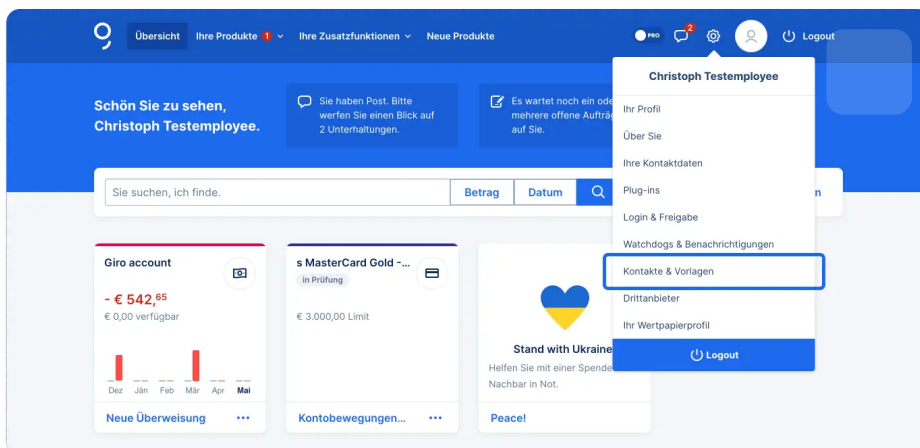 Übersicht
Ihre Produkte 1
Ihre Zusatzfunktionen
Neue Produkte
PRO
2
Logout
Schön Sie zu sehen,
Christoph Testemployee.
Sie haben Post. Bitte
werfen Sie einen Blick auf
2 Unterhaltungen.
Es wartet noch ein ode
mehrere offene Aufträ
auf Sie.
Christoph Testemployee
Ihr Profil
Über Sie
Ihre Kontaktdaten
Plug-ins
Login & Freigabe
Watchdogs & Benachrichtigungen
Kontakte & Vorlagen
Drittanbieter
Ihr Wertpapierprofil
Logout
Sie suchen, ich finde.
Betrag
Datum
n
Giro account
- € 542,65
€ 0,00 verfügbar
Dez Jän Feb Mär Apr Mai
Neue Überweisung
s MasterCard Gold -...
in Prüfung
€ 3.000,00 Limit
Kontobewegungen...
Stand with Ukraine
Helfen Sie mit einer Spende
Nachbar in Not.
Peace!